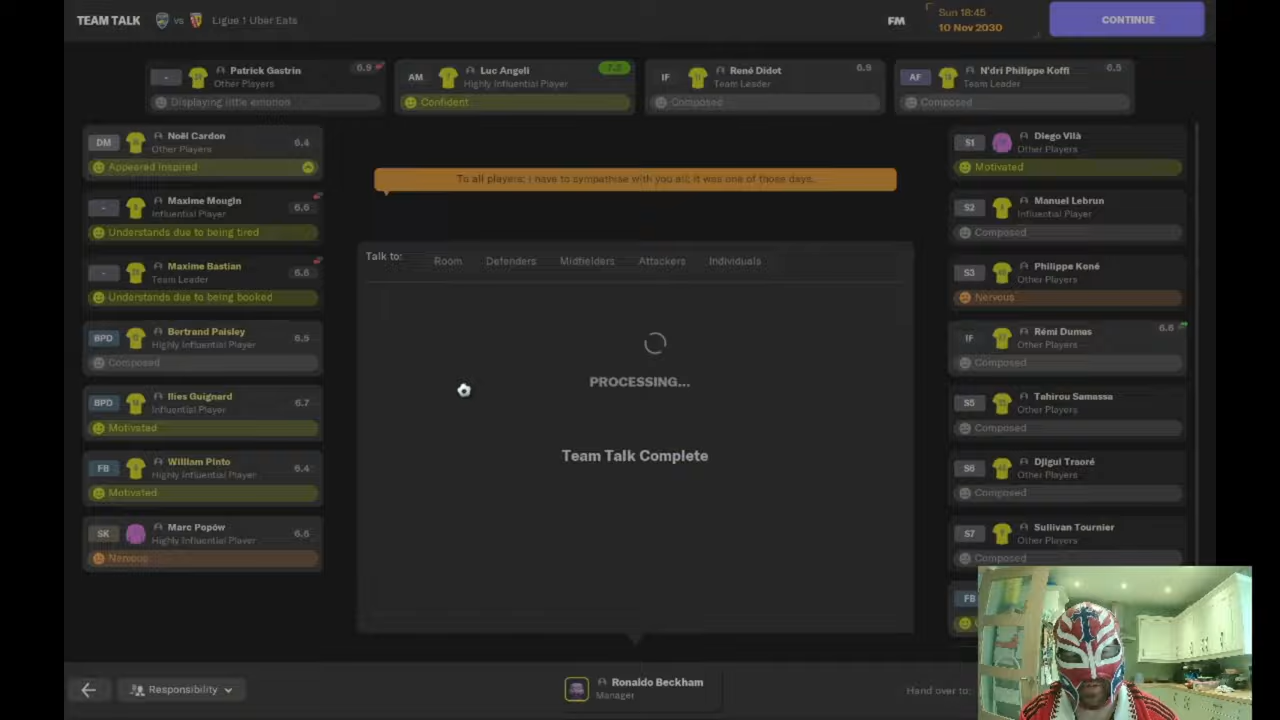 TEAM TALK vs Ligue 1 Uber Eats
FM
Sun 18:45
10 Nov 2030
CONTINUE
- Patrick Gastrin 6.9
Other Players
Displaying little emotion
AM Luc Angeli
Highly Influential Player
Confident
IF René Didot 6.9
Team Leader
Composed
AF N'dri Philippe Koffi
Team Leader
Composed
DM Noël Cardon 6.4
Other Players
Appeared inspired
- Maxime Mougin 6.6
Influential Player
Understands due to being tired
- Maxime Bastian 6.6
Team Leader
Understands due to being booked
BPD Bertrand Paisley 6.5
Highly Influential Player
Composed
BPD Ilies Guignard 6.7
Influential Player
Motivated
FB William Pinto 6.4
Highly Influential Player
Motivated
SK Marc Popów 6.6
Highly Influential Player
Nervous
To all players: I have to sympathise with you all; it was one of those days...
Talk to: Room Defenders Midfielders Attackers Individuals
PROCESSING...
Team Talk Complete
S1 Diego Vilà
Other Players
Motivated
S2 Manuel Lebrun
Influential Player
Composed
S3 Philippe Koné
Other Players
Nervous
IF Rémi Dumas 6.6
Other Players
Composed
S5 Tahirou Samassa
Other Players
Composed
S6 Djigui Traoré
Other Players
Composed
S7 Sullivan Tournier
Other Players
Composed
FB
Responsibility
Ronaldo Beckham
Manager
Hand over to: